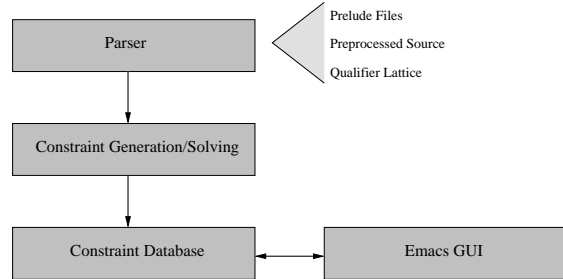 Prelude Files
Parser
Preprocessed Source
Qualifier Lattice
Constraint Generation/Solving
Constraint Database
Emacs GUI